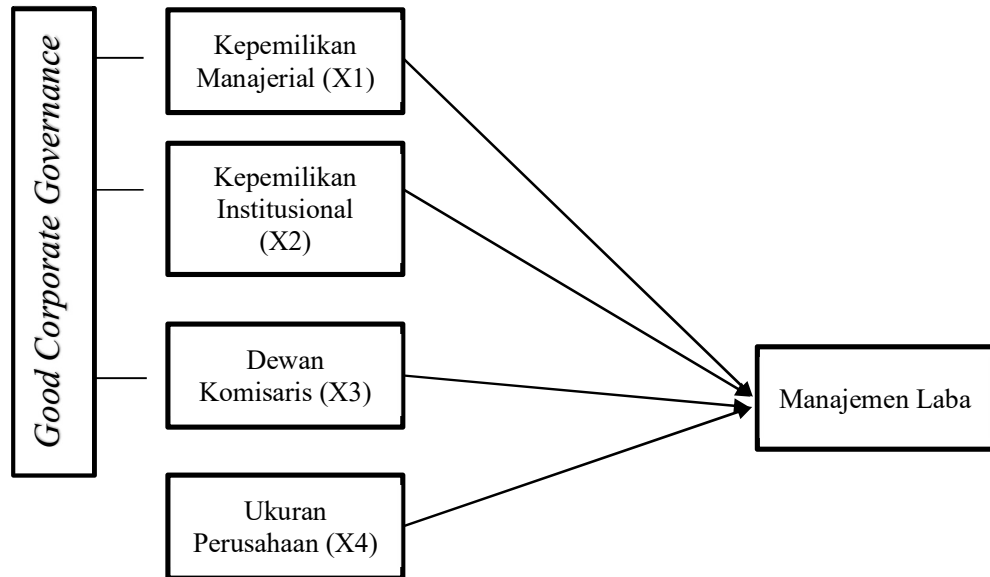 Good Corporate Governance
Kepemilikan
Manajerial (X1)
Kepemilikan
Institusional
(X2)
Dewan
Komisaris (X3)
Ukuran
Perusahaan (X4)
Manajemen Laba